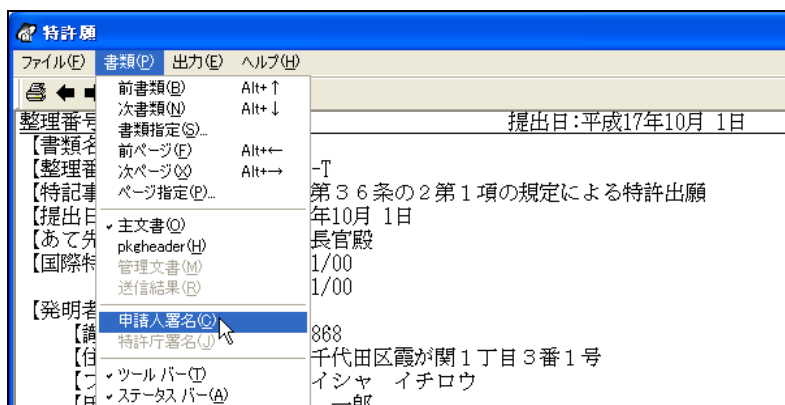 特許願
ファイル(F) 書類(P) 出力(E) ヘルプ(H)
前書類(B) Alt+↑
次書類(N) Alt+↓
書類指定(S)...
前ページ(F) Alt+←
次ページ(X) Alt+→
ページ指定(P)...
主文書(O)
pkgheader(H)
管理文書(M)
送信結果(R)
申請人署名(C)
特許庁署名(J)
ツール バー(T)
ステータス バー(A)
整理番号 提出日:平成17年10月 1日
【書類名
【整理番 -T
【特記事 第36条の2第1項の規定による特許出願
【提出日 年10月 1日
【あて先 長官殿
【国際特 1/00
1/00
【発明者
【識 868
【住 千代田区霞が関1丁目3番1号
【フ イシャ イチロウ
一郎